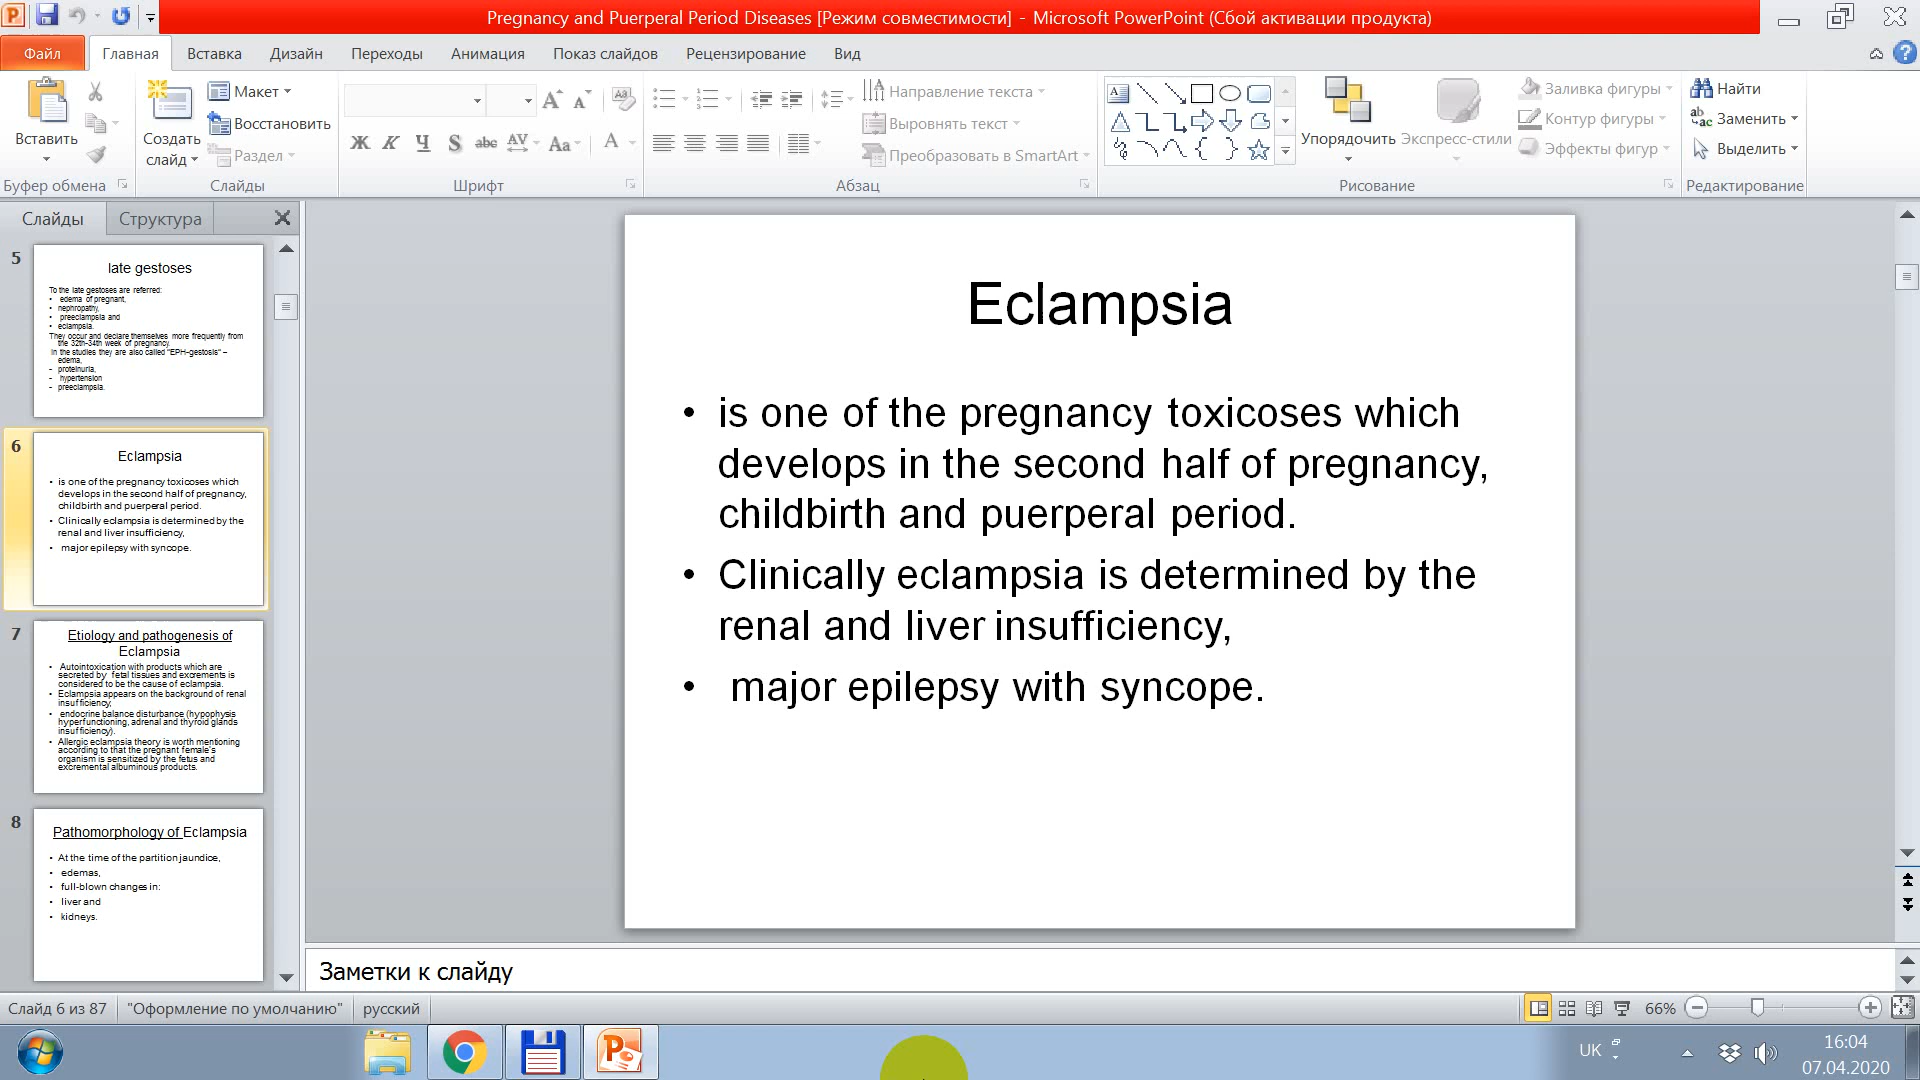 Pregnancy and Puerperal Period Diseases [Режим совместимости] - Microsoft PowerPoint (Сбой активации продукта)
Файл Главная Вставка Дизайн Переходы Анимация Показ слайдов Рецензирование Вид
Вставить
Буфер обмена
Создать слайд
Макет
Восстановить
Раздел
Слайды
Ж К Ч S abc AV Aa A
Шрифт
Направление текста
Выровнять текст
Преобразовать в SmartArt
Абзац
Упорядочить
Экспресс-стили
Заливка фигуры
Контур фигуры
Эффекты фигур
Рисование
Найти
Заменить
Выделить
Редактирование
Слайды Структура
5
late gestoses
To the late gestoses are referred:
• edema of pregnant,
• nephropathy,
• preeclampsia and
• eclampsia.
They occur and declare themselves more frequently from
the 32th-34th week of pregnancy.
In the studies they are also called "EPH-gestosis" –
edema,
- proteinuria,
- hypertension
- preeclampsia.
6
Eclampsia
• is one of the pregnancy toxicoses which
develops in the second half of pregnancy,
childbirth and puerperal period.
• Clinically eclampsia is determined by the
renal and liver insufficiency,
• major epilepsy with syncope.
7
Etiology and pathogenesis of
Eclampsia
• Autointoxication with products which are
secreted by fetal tissues and excrements is
considered to be the cause of eclampsia.
• Eclampsia appears on the background of renal
insufficiency,
• endocrine balance disturbance (hypophysis
hyperfunctioning, adrenal and thyroid glands
insufficiency).
• Allergic eclampsia theory is worth mentioning
according to that the pregnant female's
organism is sensitized by the fetus and
excremental albuminous products.
8
Pathomorphology of Eclampsia
• At the time of the partition jaundice,
• edemas,
• full-blown changes in:
• liver and
• kidneys.
Eclampsia
• is one of the pregnancy toxicoses which
develops in the second half of pregnancy,
childbirth and puerperal period.
• Clinically eclampsia is determined by the
renal and liver insufficiency,
• major epilepsy with syncope.
Заметки к слайду
Слайд 6 из 87 "Оформление по умолчанию" русский 66%
UK
16:04
07.04.2020